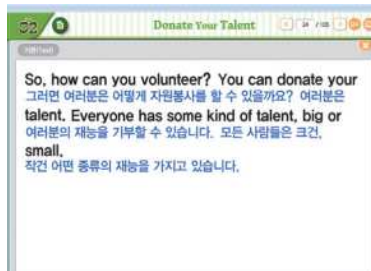 Donate Your Talent
So, how can you volunteer? You can donate your
그러면 여러분은 어떻게 자원봉사를 할 수 있을까요? 여러분은
talent. Everyone has some kind of talent, big or
여러분의 재능을 기부할 수 있습니다. 모든 사람들은 크건,
small.
작건 어떤 종류의 재능을 가지고 있습니다.